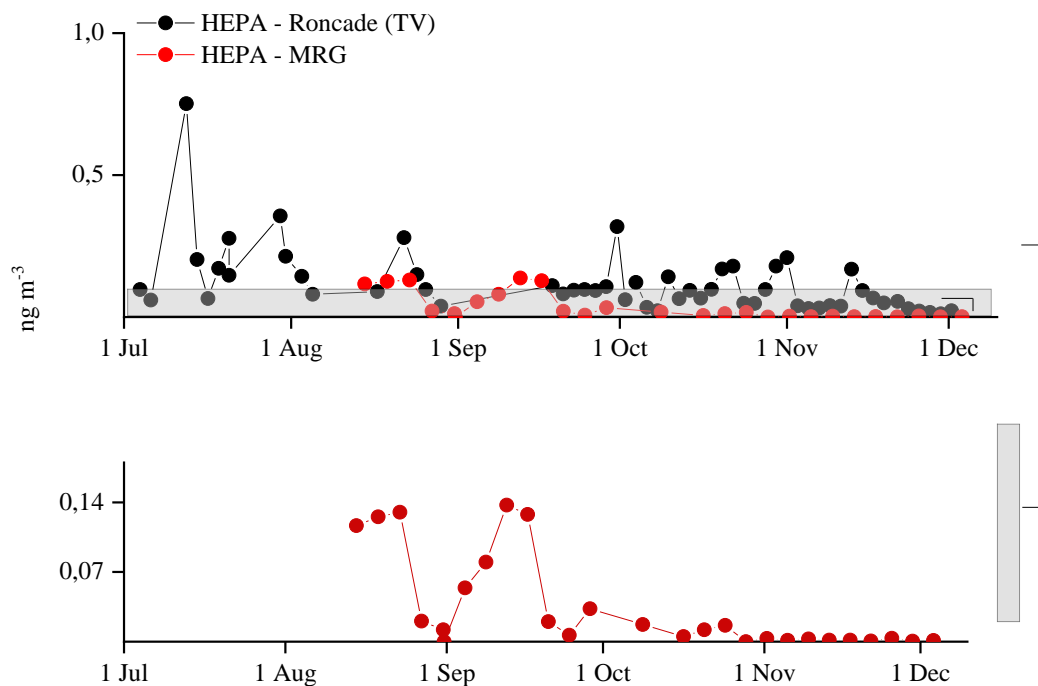 HEPA - Roncade (TV)
HEPA - MRG
1,0
0,5
ng m-3
1 Jul 1 Aug 1 Sep 1 Oct 1 Nov 1 Dec
0,14
0,07
1 Jul 1 Aug 1 Sep 1 Oct 1 Nov 1 Dec